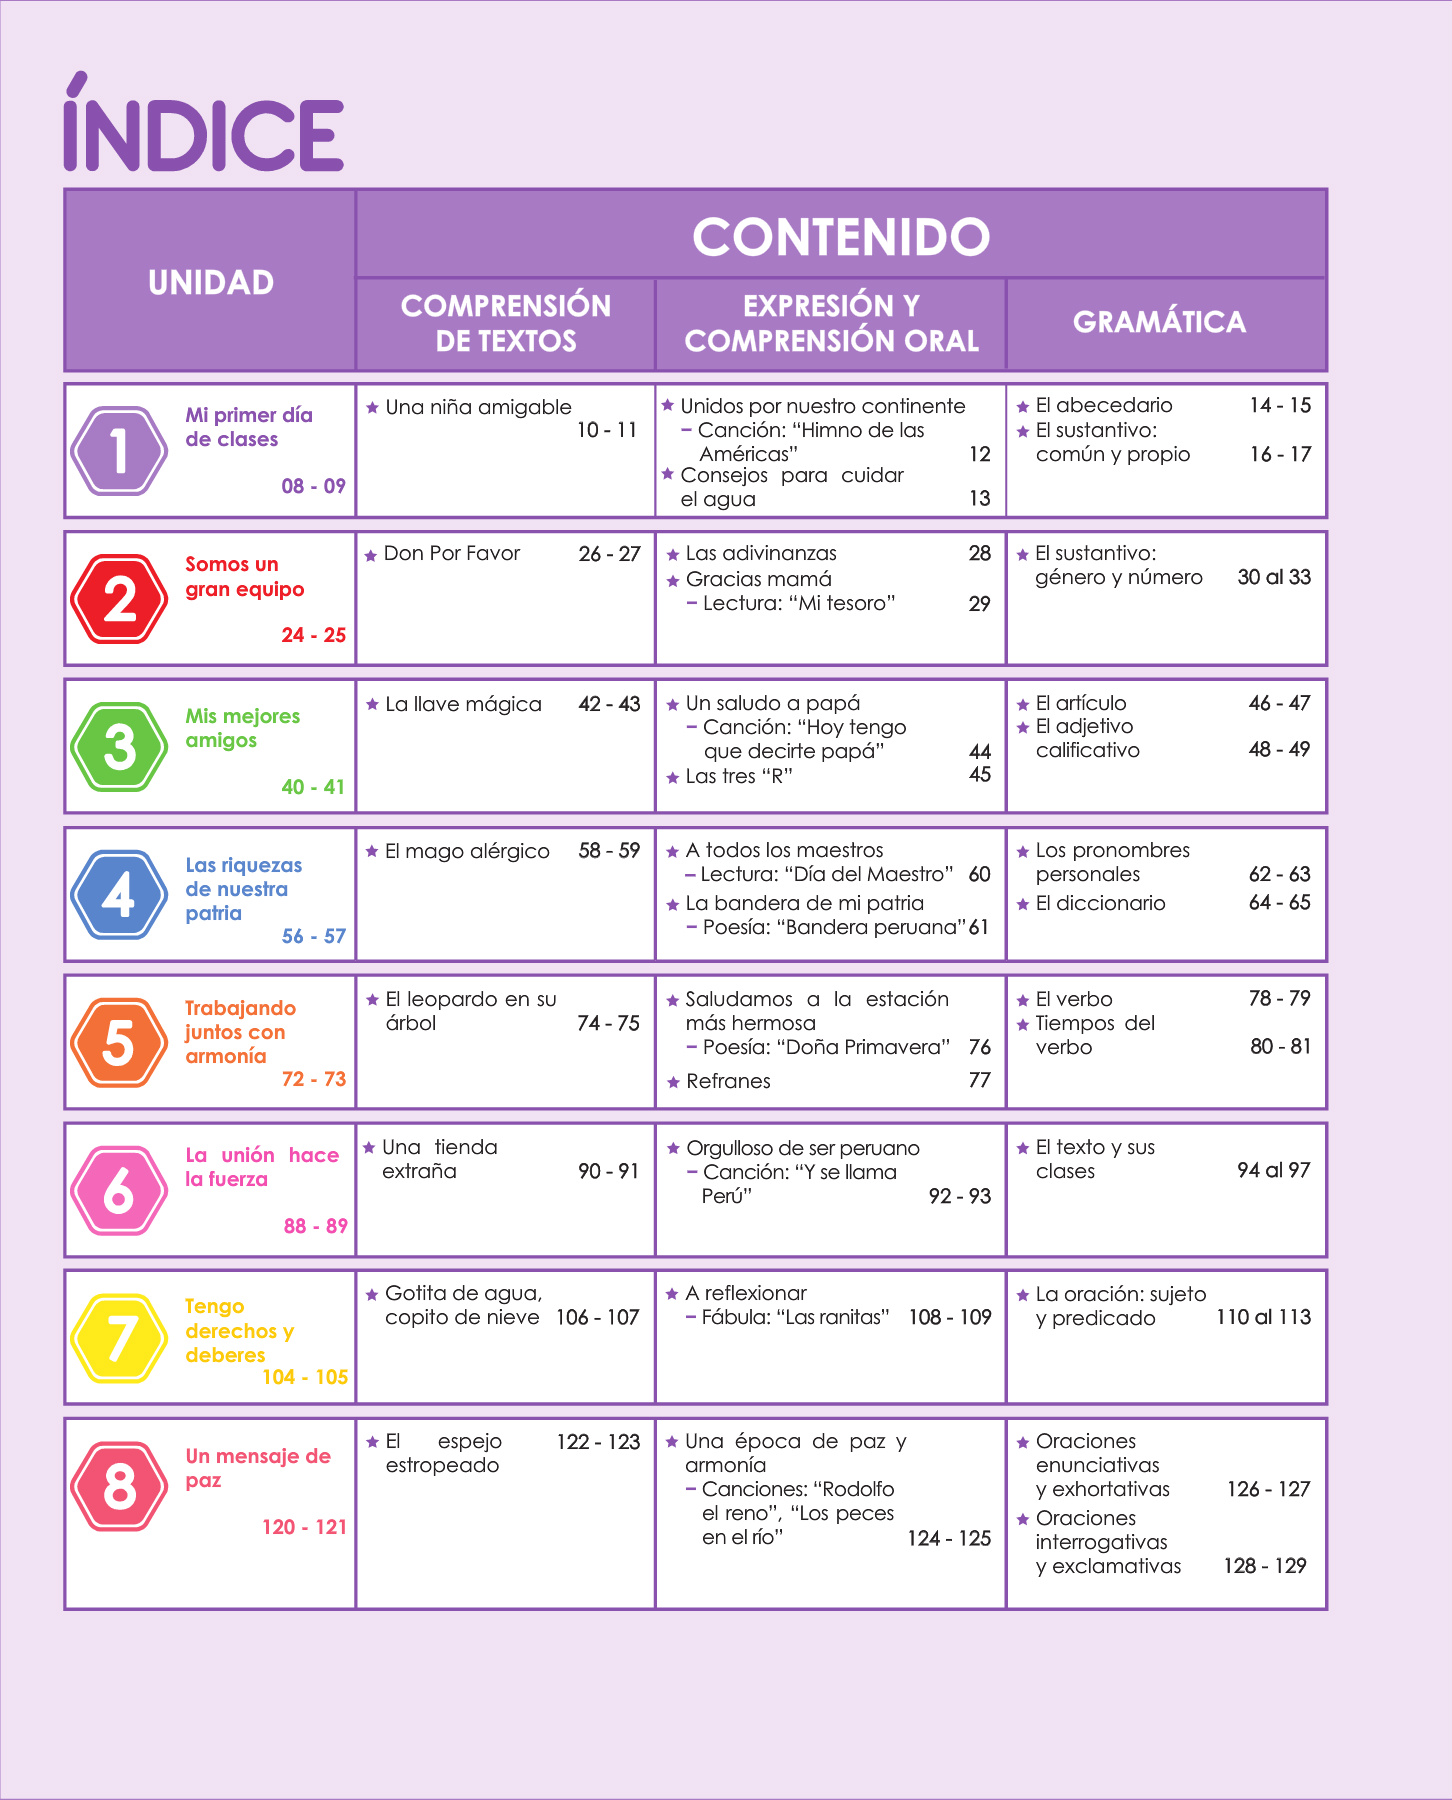 ÍNDICE
UNIDAD
CONTENIDO
COMPRENSIÓN
DE TEXTOS
EXPRESIÓN Y
COMPRENSIÓN ORAL
GRAMÁTICA
1
Mi primer día
de clases
08 - 09
Una niña amigable
10 - 11
Unidos por nuestro continente
– Canción: “Himno de las
Américas” 12
Consejos para cuidar
el agua 13
El abecedario 14 - 15
El sustantivo:
común y propio 16 - 17
2
Somos un
gran equipo
24 - 25
Don Por Favor 26 - 27
Las adivinanzas 28
Gracias mamá
– Lectura: “Mi tesoro” 29
El sustantivo:
género y número 30 al 33
3
Mis mejores
amigos
40 - 41
La llave mágica 42 - 43
Un saludo a papá
– Canción: “Hoy tengo
que decirte papá” 44
Las tres “R” 45
El artículo 46 - 47
El adjetivo
calificativo 48 - 49
4
Las riquezas
de nuestra
patria
56 - 57
El mago alérgico 58 - 59
A todos los maestros
– Lectura: “Día del Maestro” 60
La bandera de mi patria
– Poesía: “Bandera peruana” 61
Los pronombres
personales 62 - 63
El diccionario 64 - 65
5
Trabajando
juntos con
armonía
72 - 73
El leopardo en su
árbol 74 - 75
Saludamos a la estación
más hermosa
– Poesía: “Doña Primavera” 76
Refranes 77
El verbo 78 - 79
Tiempos del
verbo 80 - 81
6
La unión hace
la fuerza
88 - 89
Una tienda
extraña 90 - 91
Orgulloso de ser peruano
– Canción: “Y se llama
Perú” 92 - 93
El texto y sus
clases 94 al 97
7
Tengo
derechos y
deberes
104 - 105
Gotita de agua,
copito de nieve 106 - 107
A reflexionar
– Fábula: “Las ranitas” 108 - 109
La oración: sujeto
y predicado 110 al 113
8
Un mensaje de
paz
120 - 121
El espejo 122 - 123
estropeado
Una época de paz y
armonía
– Canciones: “Rodolfo
el reno”, “Los peces
en el río” 124 - 125
Oraciones
enunciativas
y exhortativas 126 - 127
Oraciones
interrogativas
y exclamativas 128 - 129